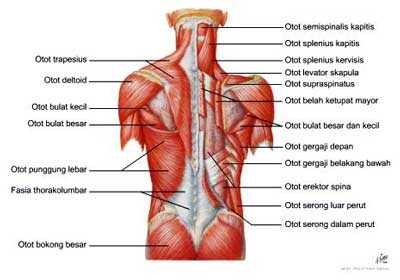 Otot trapesius
Otot deltoid
Otot bulat kecil
Otot bulat besar
Otot punggung lebar
Fasia thorakolumbar
Otot bokong besar
Otot semispinalis kapitis
Otot splenius kapitis
Otot splenius kervisis
Otot levator skapula
Otot supraspinatus
Otot belah ketupat mayor
Otot bulat besar dan kecil
Otot gergaji depan
Otot gergaji belakang bawah
Otot erektor spina
Otot serong luar perut
Otot serong dalam perut